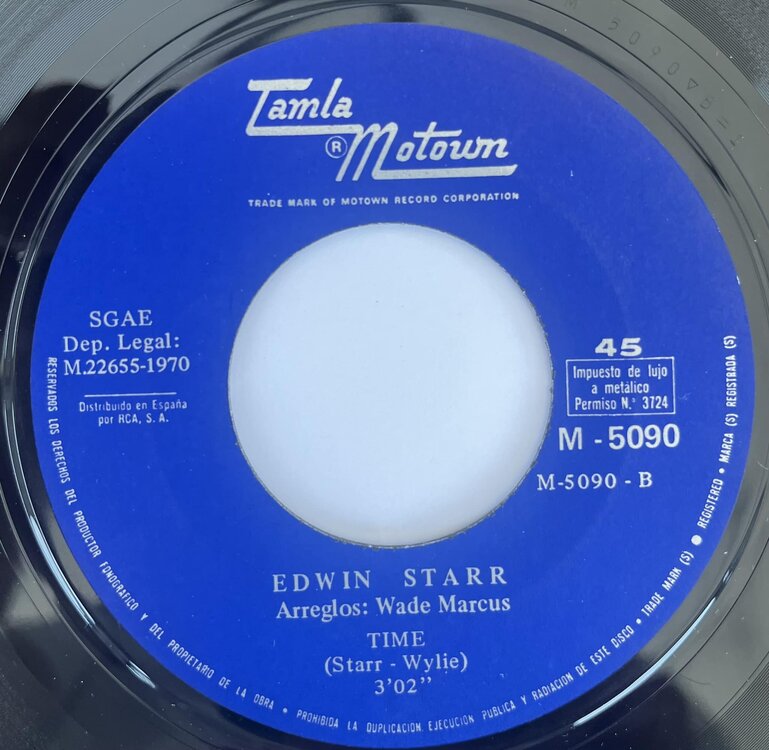 Tamla
® Motown
TRADE MARK OF MOTOWN RECORD CORPORATION
SGAE
Dep. Legal:
M.22655-1970
Distribuido en España
por RCA, S. A.
45
Impuesto de lujo
a metálico
Permiso N.° 3724
M - 5090
M-5090 - B
EDWIN STARR
Arreglos: Wade Marcus
TIME
(Starr - Wylie)
3'02''
RESERVADOS LOS DERECHOS DEL PRODUCTOR FONOGRAFICO Y DEL PROPIETARIO DE LA OBRA • PROHIBIDA LA DUPLICACION, EJECUCION PUBLICA Y RADIACION DE ESTE DISCO • TRADE MARK (S) ● REGISTERED • MARCA (S) REGISTRADA (S)